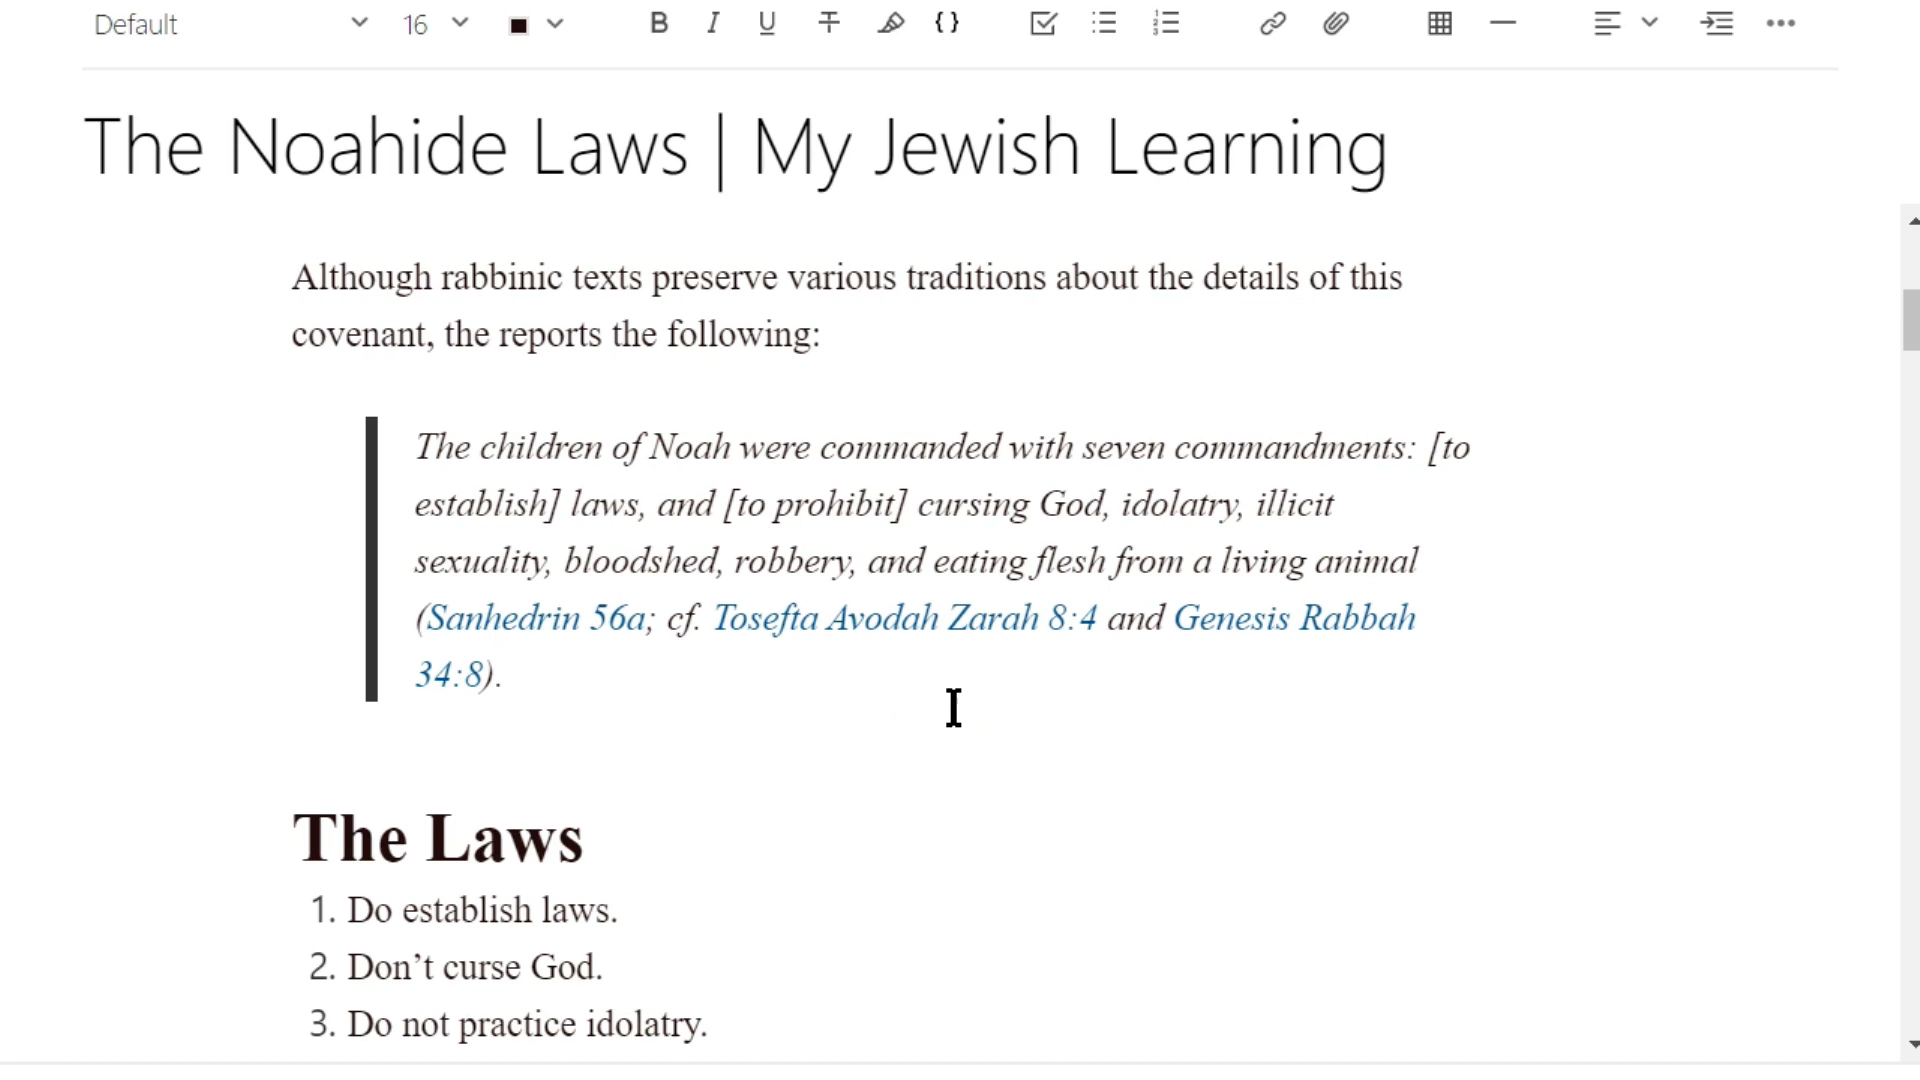 Default 16 B I U T {}
The Noahide Laws | My Jewish Learning
Although rabbinic texts preserve various traditions about the details of this
covenant, the reports the following:
The children of Noah were commanded with seven commandments: [to
establish] laws, and [to prohibit] cursing God, idolatry, illicit
sexuality, bloodshed, robbery, and eating flesh from a living animal
(Sanhedrin 56a; cf. Tosefta Avodah Zarah 8:4 and Genesis Rabbah
34:8).
The Laws
1. Do establish laws.
2. Don’t curse God.
3. Do not practice idolatry.